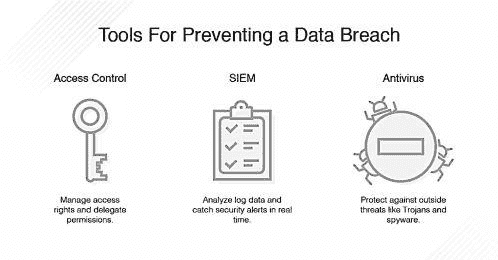 Tools For Preventing a Data Breach
Access Control
SIEM
Antivirus
Manage access
rights and delegate
permissions.
Analyze log data and
catch security alerts in real
time.
Protect against outside
threats like Trojans and
spyware.